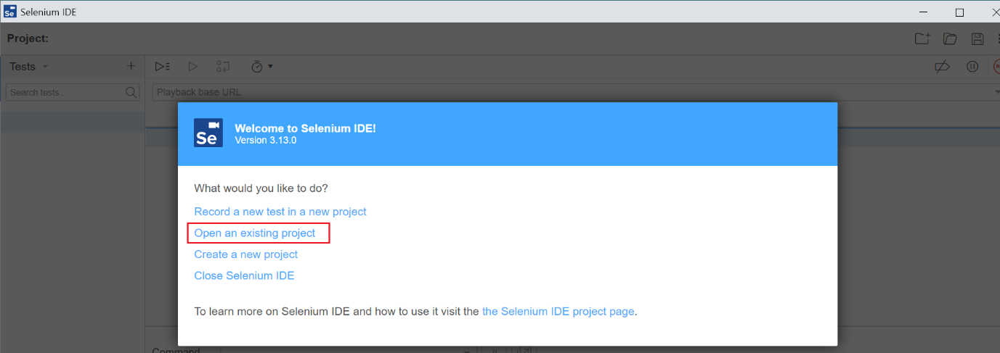 Se Selenium IDE
Project:
Tests
Search tests...
Playback base URL
Se
Welcome to Selenium IDE!
Version 3.13.0
What would you like to do?
Record a new test in a new project
Open an existing project
Create a new project
Close Selenium IDE
To learn more on Selenium IDE and how to use it visit the the Selenium IDE project page.
Command
//